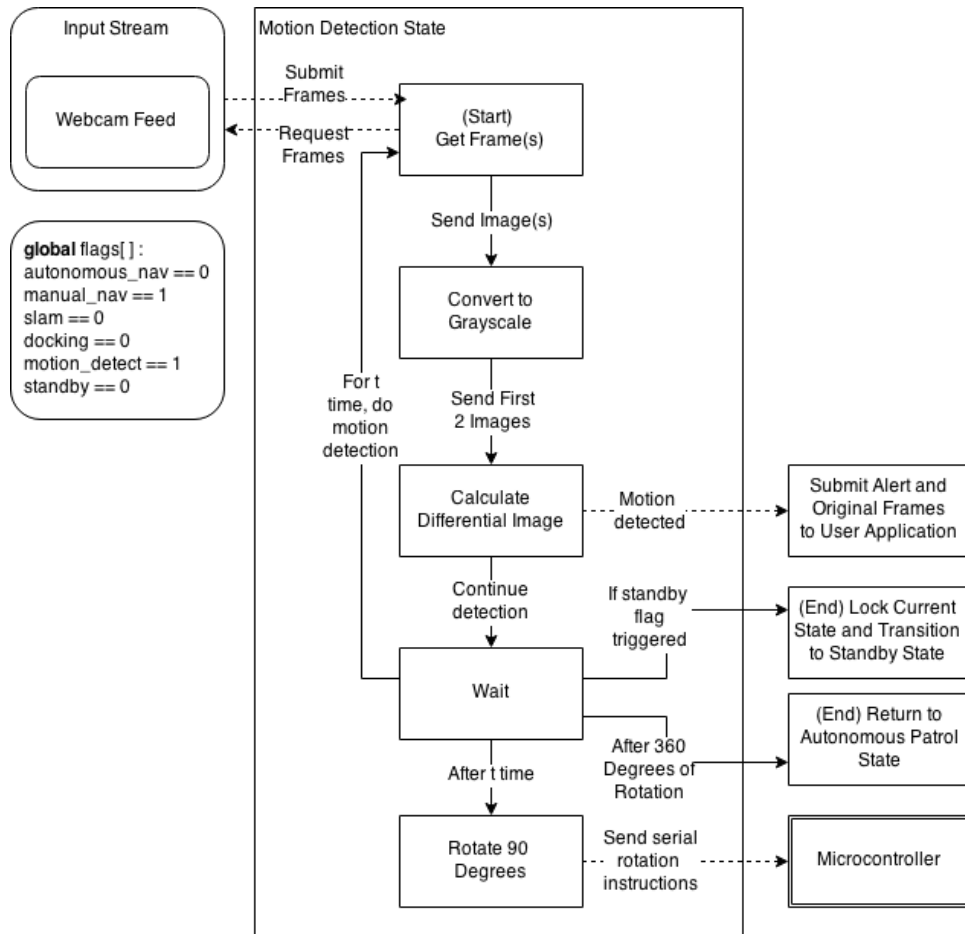 Input Stream
Webcam Feed
global flags[ ] :
autonomous_nav == 0
manual_nav == 1
slam == 0
docking == 0
motion_detect == 1
standby == 0
Motion Detection State
Submit
Frames
Request
Frames
(Start)
Get Frame(s)
Send Image(s)
Convert to
Grayscale
For t
time, do
motion
detection
Send First
2 Images
Calculate
Differential Image
Motion
detected
Submit Alert and
Original Frames
to User Application
Continue
detection
If standby
flag
triggered
(End) Lock Current
State and Transition
to Standby State
Wait
After 360
Degrees of
Rotation
(End) Return to
Autonomous Patrol
State
After t time
Rotate 90
Degrees
Send serial
rotation
instructions
Microcontroller